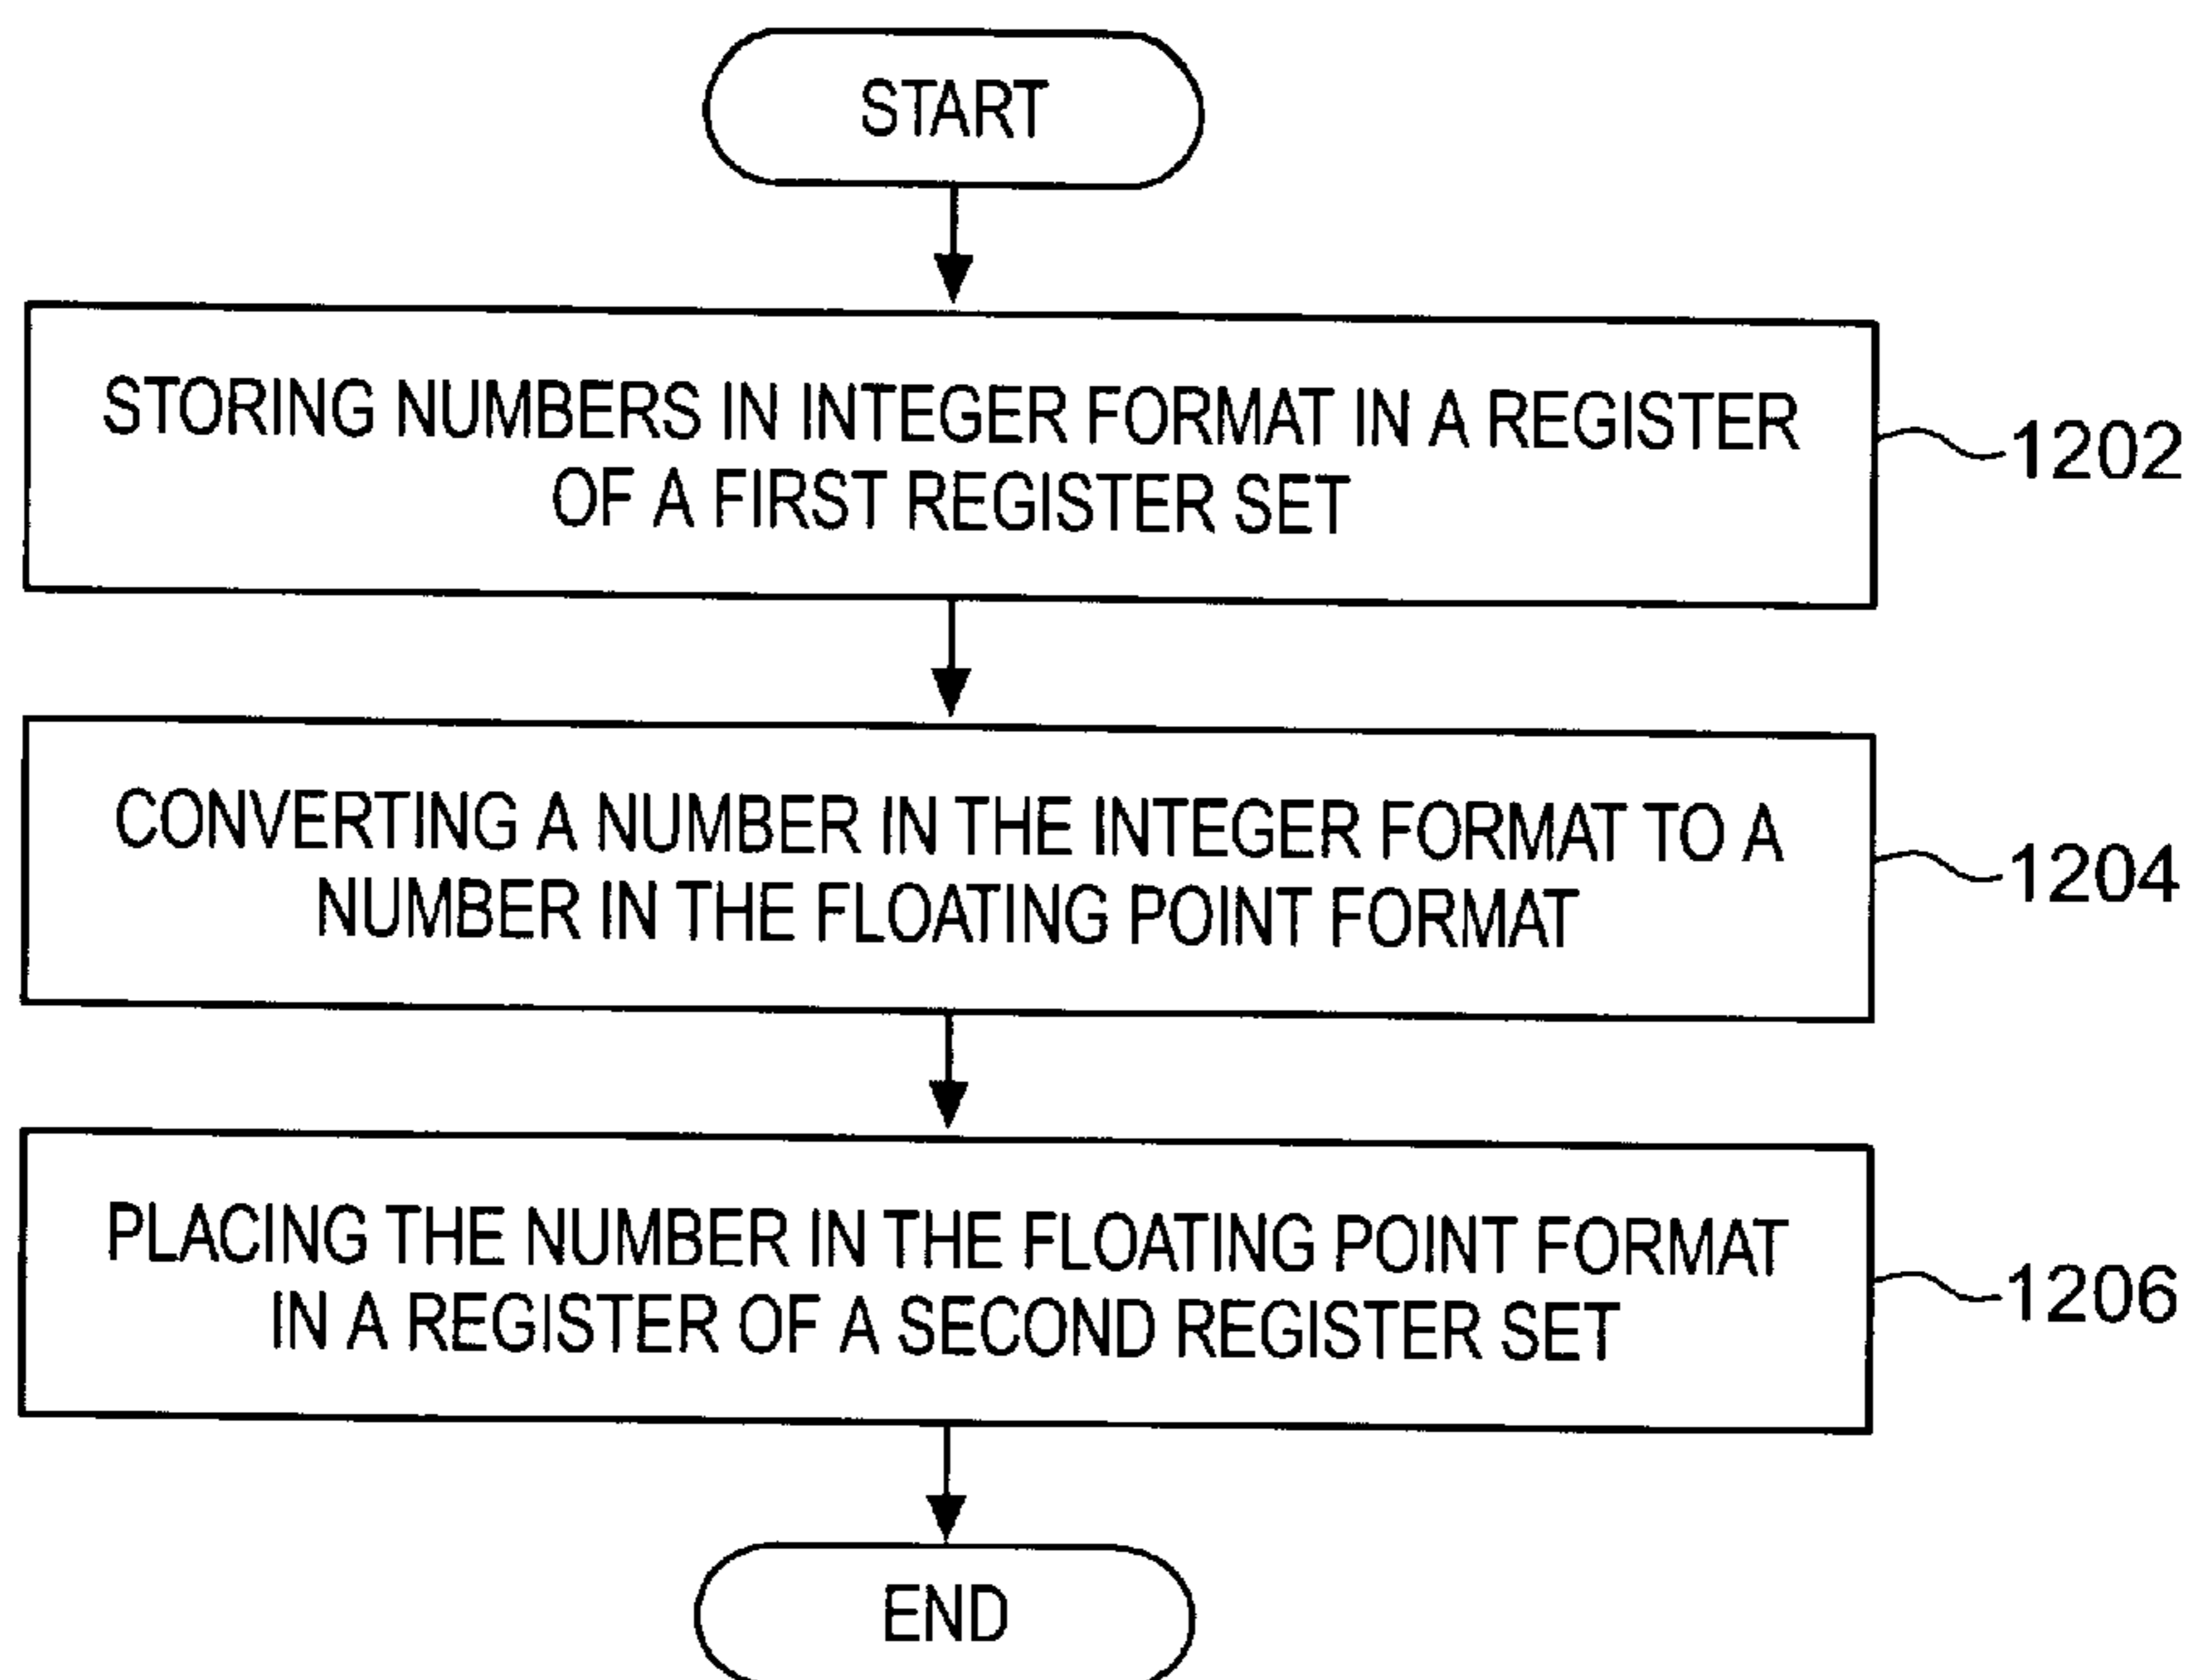 START
STORING NUMBERS IN INTEGER FORMAT IN A REGISTER
OF A FIRST REGISTER SET
1202
CONVERTING A NUMBER IN THE INTEGER FORMAT TO A
NUMBER IN THE FLOATING POINT FORMAT
1204
PLACING THE NUMBER IN THE FLOATING POINT FORMAT
IN A REGISTER OF A SECOND REGISTER SET
1206
END